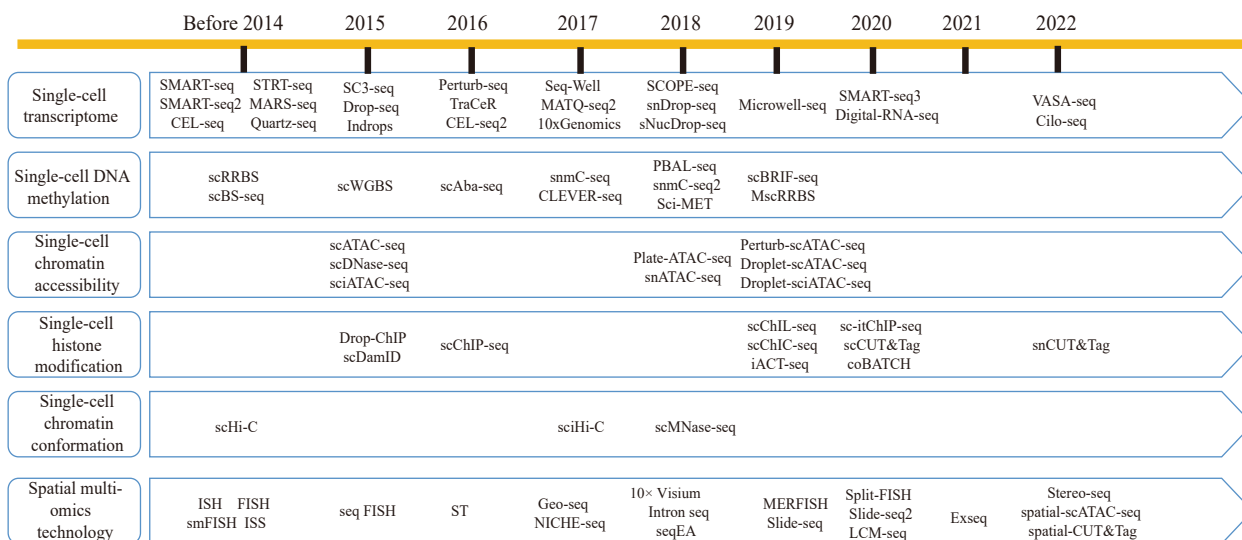 Before 2014 2015 2016 2017 2018 2019 2020 2021 2022
Single-cell
transcriptome
SMART-seq STRT-seq
SMART-seq2 MARS-seq
CEL-seq Quartz-seq
SC3-seq
Drop-seq
Indrops
Perturb-seq
TraCeR
CEL-seq2
Seq-Well
MATQ-seq2
10xGenomics
SCOPE-seq
snDrop-seq
sNucDrop-seq
Microwell-seq
SMART-seq3
Digital-RNA-seq
VASA-seq
Cilo-seq
Single-cell DNA
methylation
scRRBS
scBS-seq
scWGBS
scAba-seq
snmC-seq
CLEVER-seq
PBAL-seq
snmC-seq2
Sci-MET
scBRIF-seq
MscRRBS
Single-cell
chromatin
accessibility
scATAC-seq
scDNase-seq
sciATAC-seq
Plate-ATAC-seq
snATAC-seq
Perturb-scATAC-seq
Droplet-scATAC-seq
Droplet-sciATAC-seq
Single-cell
histone
modification
Drop-ChIP
scDamID
scChIP-seq
scChIL-seq
scChIC-seq
iACT-seq
sc-itChIP-seq
scCUT&Tag
coBATCH
snCUT&Tag
Single-cell
chromatin
conformation
scHi-C
sciHi-C
scMNase-seq
Spatial multi-
omics
technology
ISH FISH
smFISH ISS
seq FISH
ST
Geo-seq
NICHE-seq
10× Visium
Intron seq
seqEA
MERFISH
Slide-seq
Split-FISH
Slide-seq2
LCM-seq
Exseq
Stereo-seq
spatial-scATAC-seq
spatial-CUT&Tag